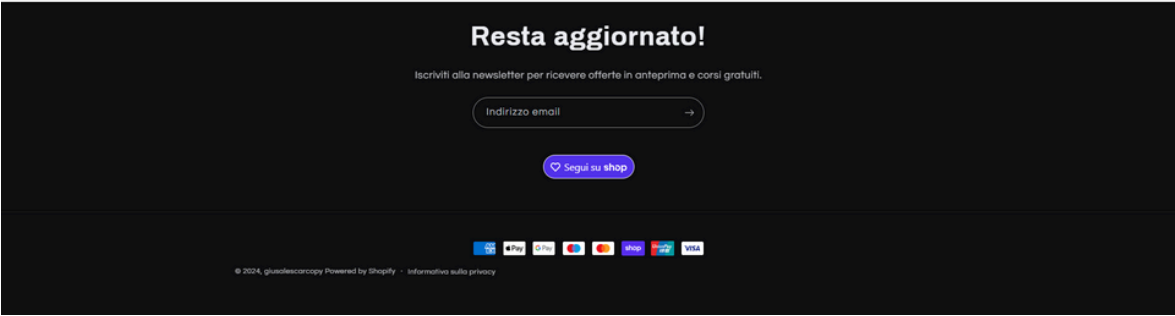 Resta aggiornato!
Iscriviti alla newsletter per ricevere offerte in anteprima e corsi gratuiti.
Indirizzo email →
Segui su shop
Pay G Pay shop VISA
© 2024, giusalescarcopy Powered by Shopify · Informativa sulla privacy